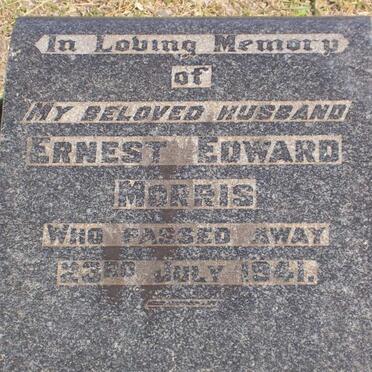 In Loving Memory
of
MY BELOVED HUSBAND
ERNEST EDWARD
MORRIS
WHO PASSED AWAY
23RD JULY 1941.